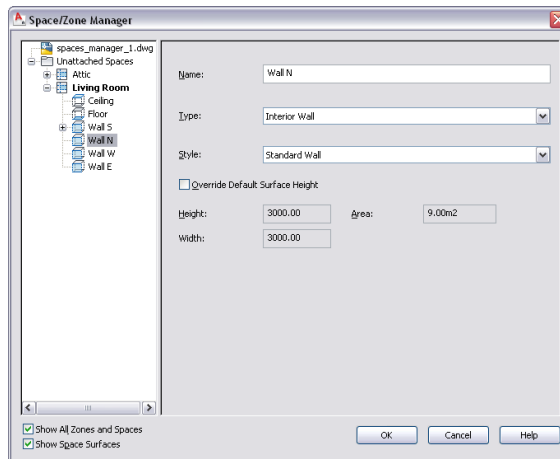 Space/Zone Manager
spaces_manager_1.dwg
Unattached Spaces
Attic
Living Room
Ceiling
Floor
Wall S
Wall N
Wall W
Wall E
Name:
Wall N
Type:
Interior Wall
Style:
Standard Wall
Override Default Surface Height
Height:
3000.00
Area:
9.00m2
Width:
3000.00
Show All Zones and Spaces
Show Space Surfaces
OK
Cancel
Help